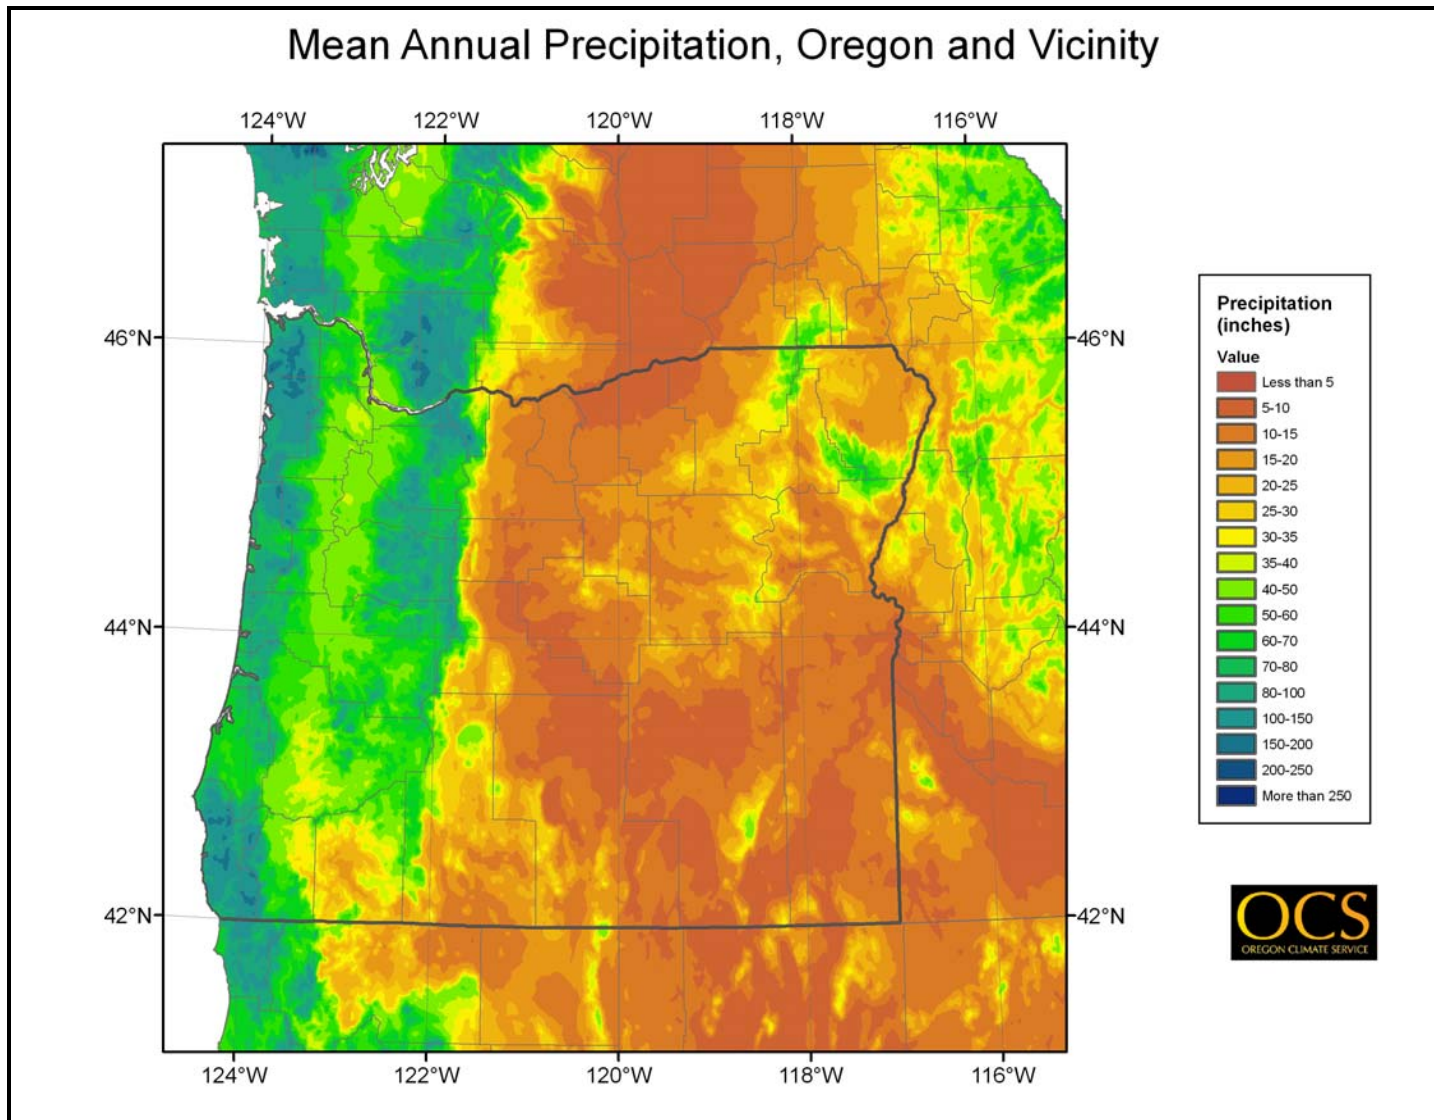 Mean Annual Precipitation, Oregon and Vicinity
124°W 122°W 120°W 118°W 116°W
46°N 46°N
44°N 44°N
42°N 42°N
124°W 122°W 120°W 118°W 116°W
Precipitation
(inches)
Value
Less than 5
5-10
10-15
15-20
20-25
25-30
30-35
35-40
40-50
50-60
60-70
70-80
80-100
100-150
150-200
200-250
More than 250
OCS
OREGON CLIMATE SERVICE